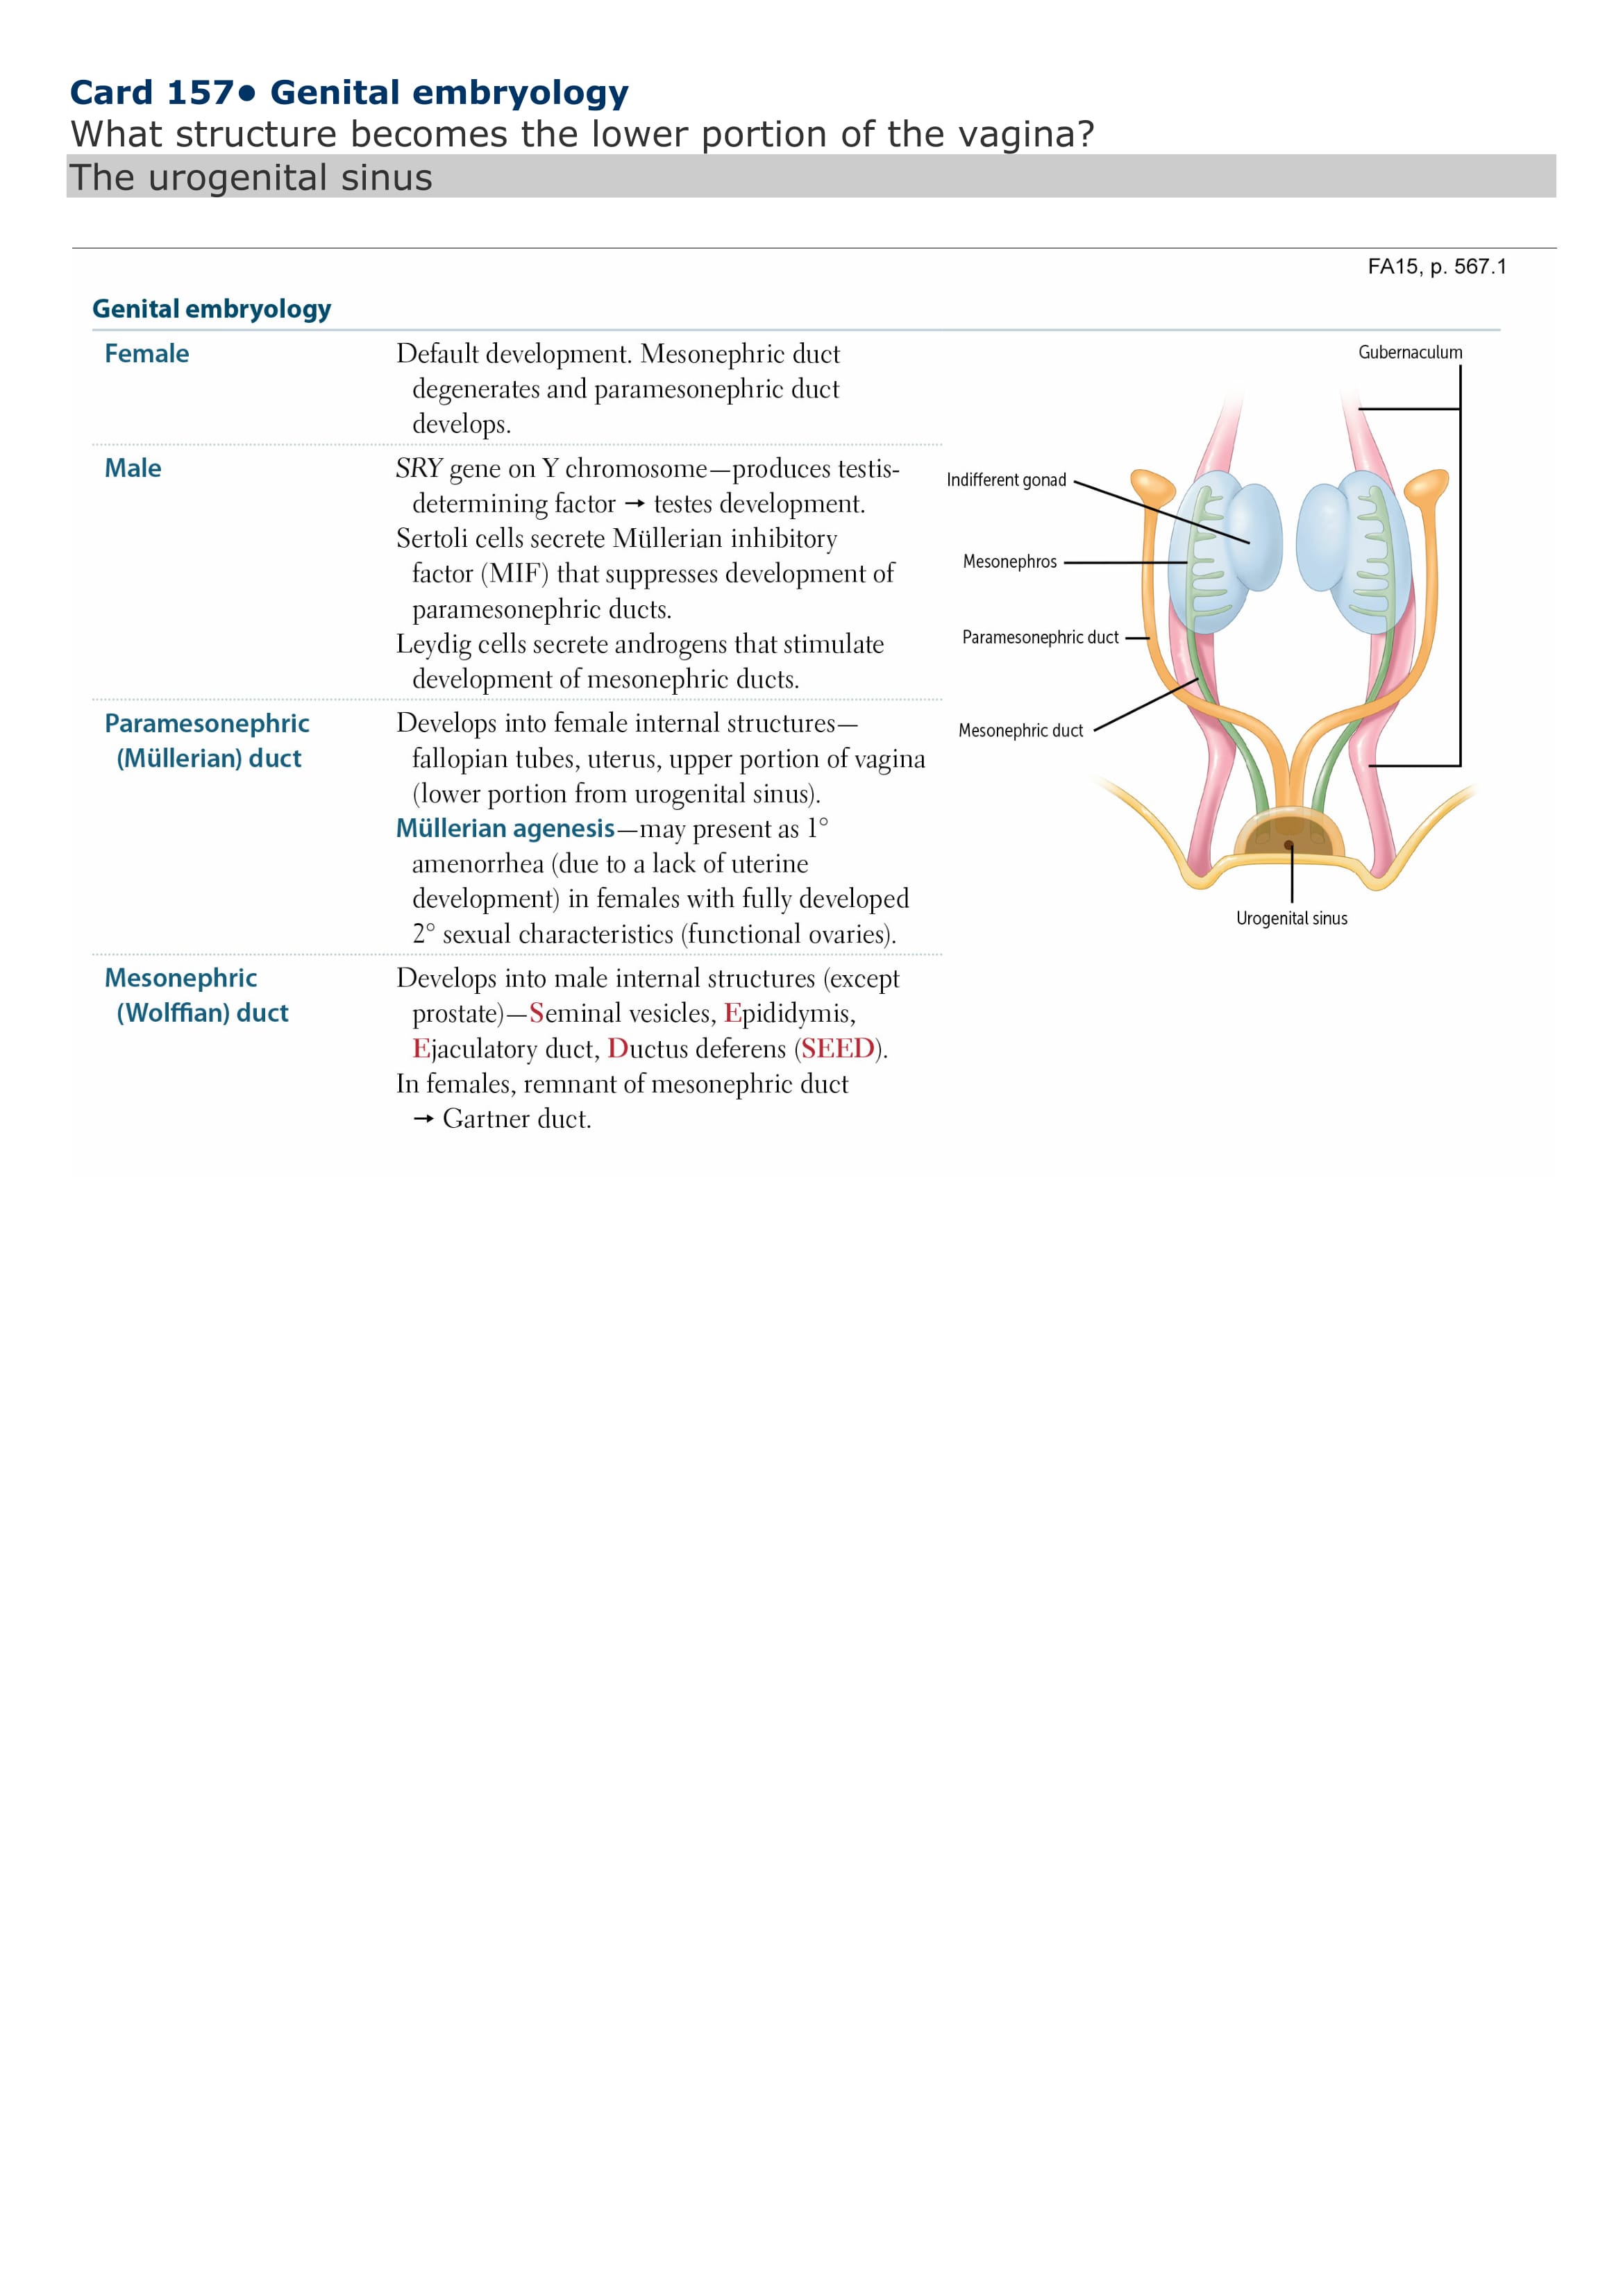 Card 157● Genital embryology
What structure becomes the lower portion of the vagina?
The urogenital sinus
FA15, p. 567.1
Genital embryology
Female
Default development. Mesonephric duct
degenerates and paramesonephric duct
develops.
Male
SRY gene on Y chromosome—produces testis-
determining factor → testes development.
Sertoli cells secrete Müllerian inhibitory
factor (MIF) that suppresses development of
paramesonephric ducts.
Leydig cells secrete androgens that stimulate
development of mesonephric ducts.
Paramesonephric
(Müllerian) duct
Develops into female internal structures—
fallopian tubes, uterus, upper portion of vagina
(lower portion from urogenital sinus).
Müllerian agenesis—may present as 1°
amenorrhea (due to a lack of uterine
development) in females with fully developed
2° sexual characteristics (functional ovaries).
Mesonephric
(Wolffian) duct
Develops into male internal structures (except
prostate)—Seminal vesicles, Epididymis,
Ejaculatory duct, Ductus deferens (SEED).
In females, remnant of mesonephric duct
→ Gartner duct.
Gubernaculum
Indifferent gonad
Mesonephros
Paramesonephric duct
Mesonephric duct
Urogenital sinus